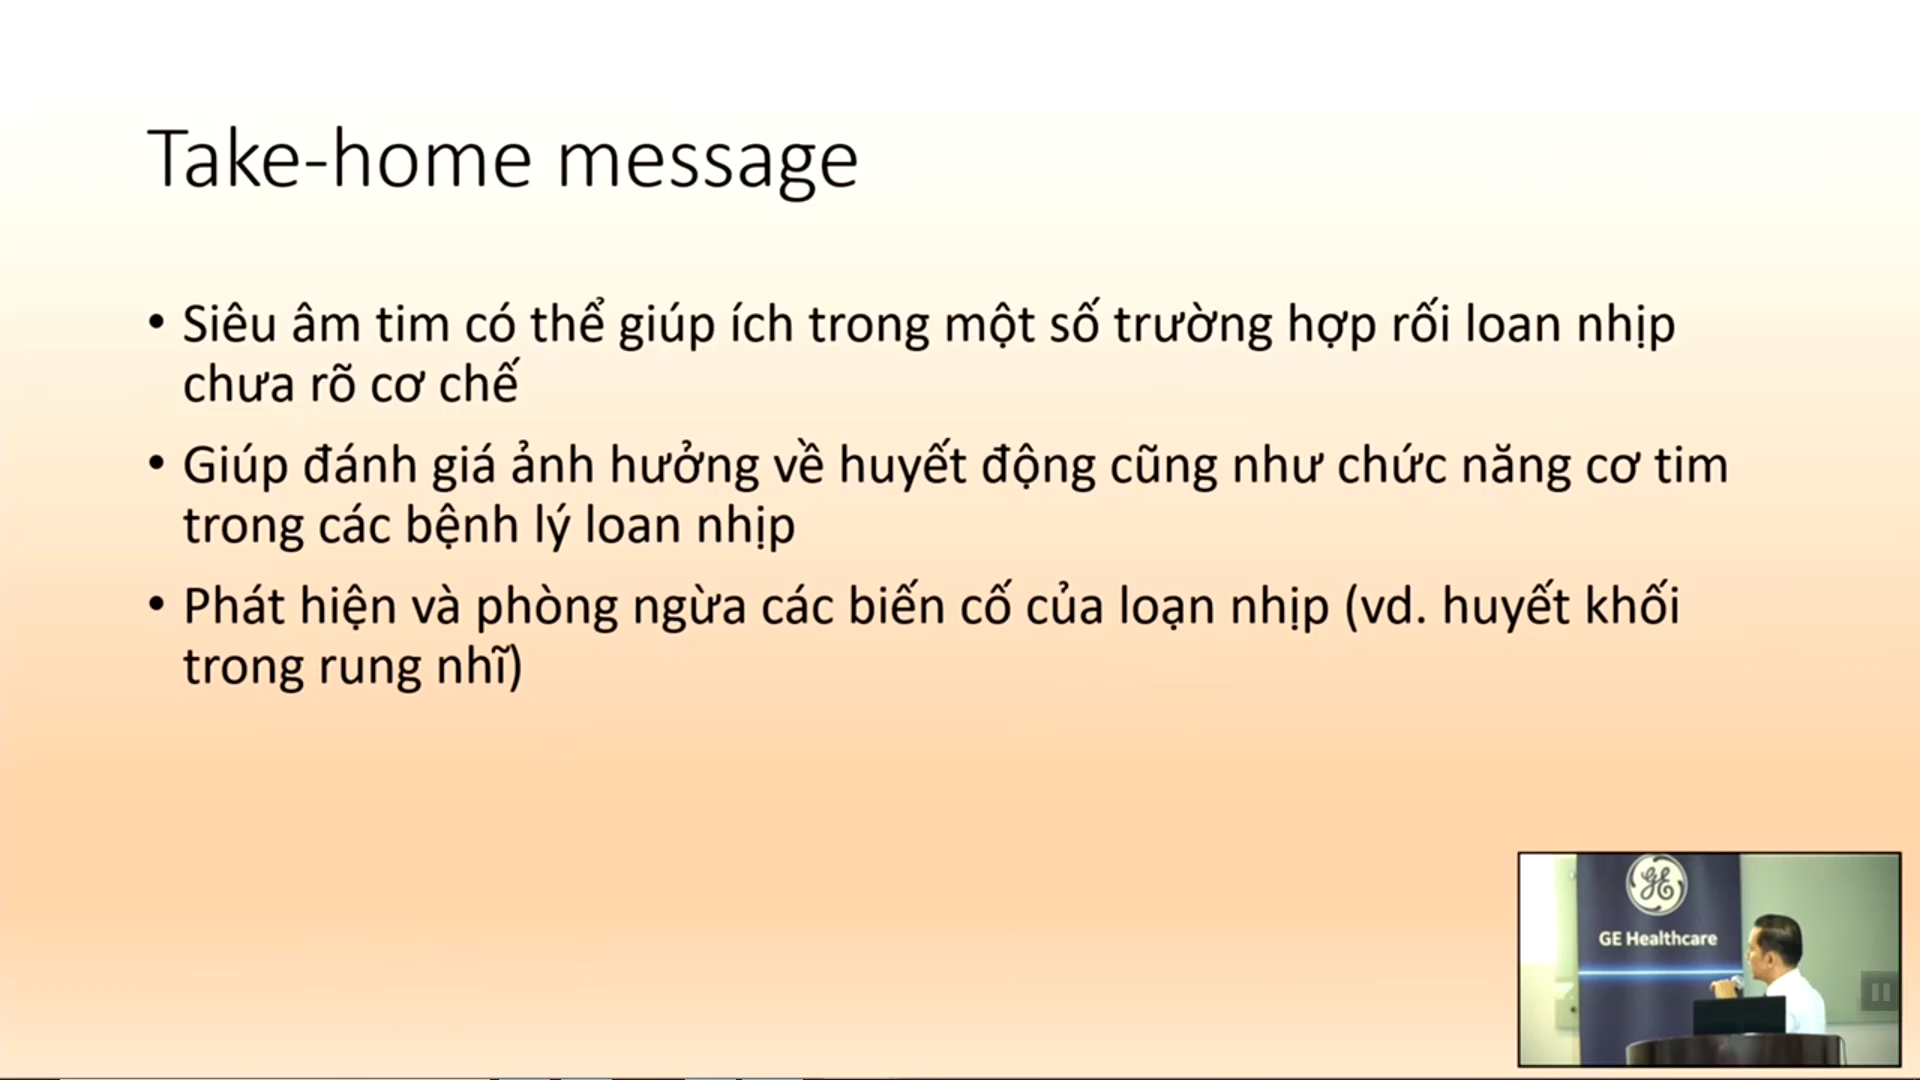 Take-home message
• Siêu âm tim có thể giúp ích trong một số trường hợp rối loan nhịp
chưa rõ cơ chế
• Giúp đánh giá ảnh hưởng về huyết động cũng như chức năng cơ tim
trong các bệnh lý loan nhịp
• Phát hiện và phòng ngừa các biến cố của loạn nhịp (vd. huyết khối
trong rung nhĩ)
GE
GE Healthcare